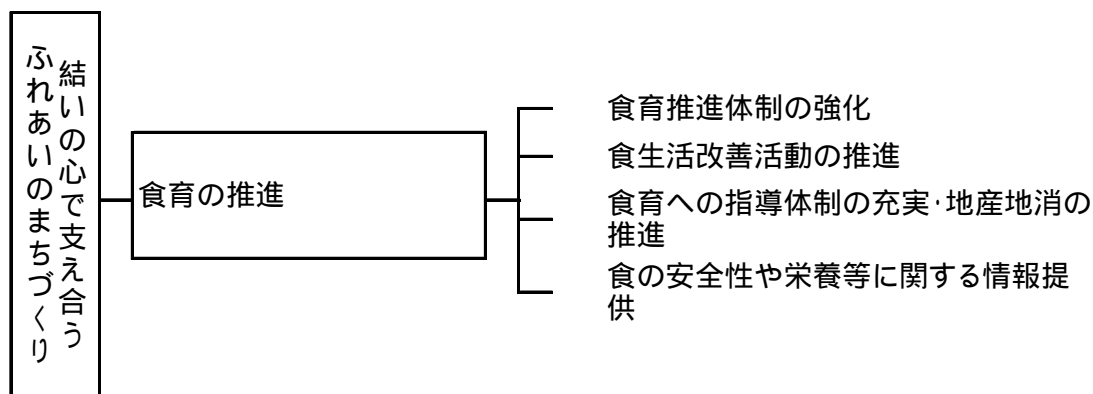 結いの心で支え合う
ふれあいのまちづくり
食育の推進
食育推進体制の強化
食生活改善活動の推進
食育への指導体制の充実･地産地消の
推進
食の安全性や栄養等に関する情報提
供